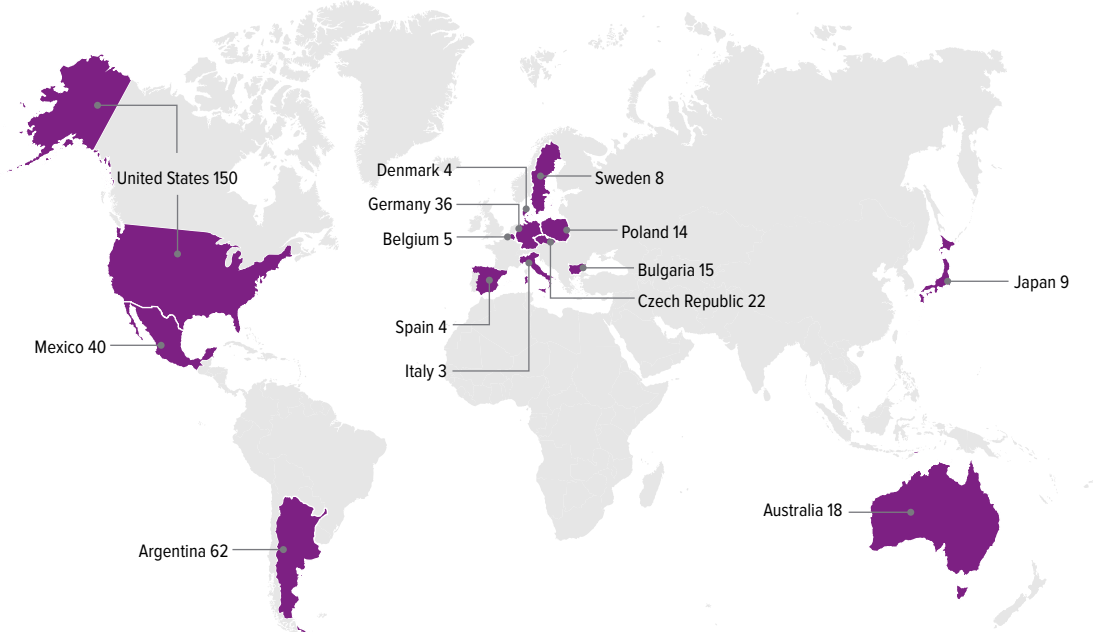 United States 150
Denmark 4
Sweden 8
Germany 36
Poland 14
Belgium 5
Bulgaria 15
Japan 9
Czech Republic 22
Spain 4
Mexico 40
Italy 3
Australia 18
Argentina 62